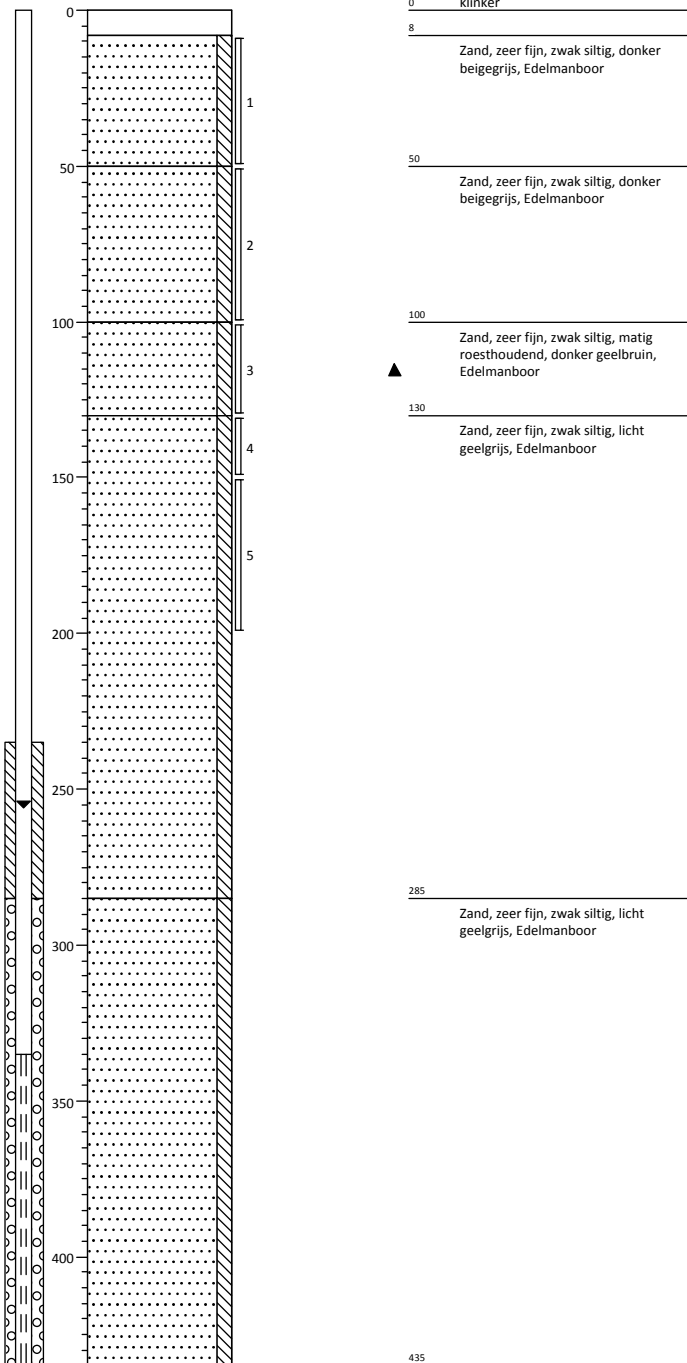 0
50
100
150
200
250
300
350
400
1
2
3
4
5
0
klinker
8
Zand, zeer fijn, zwak siltig, donker
beigegrijs, Edelmanboor
50
Zand, zeer fijn, zwak siltig, donker
beigegrijs, Edelmanboor
100
Zand, zeer fijn, zwak siltig, matig
roesthoudend, donker geelbruin,
Edelmanboor
130
Zand, zeer fijn, zwak siltig, licht
geelgrijs, Edelmanboor
285
Zand, zeer fijn, zwak siltig, licht
geelgrijs, Edelmanboor
435